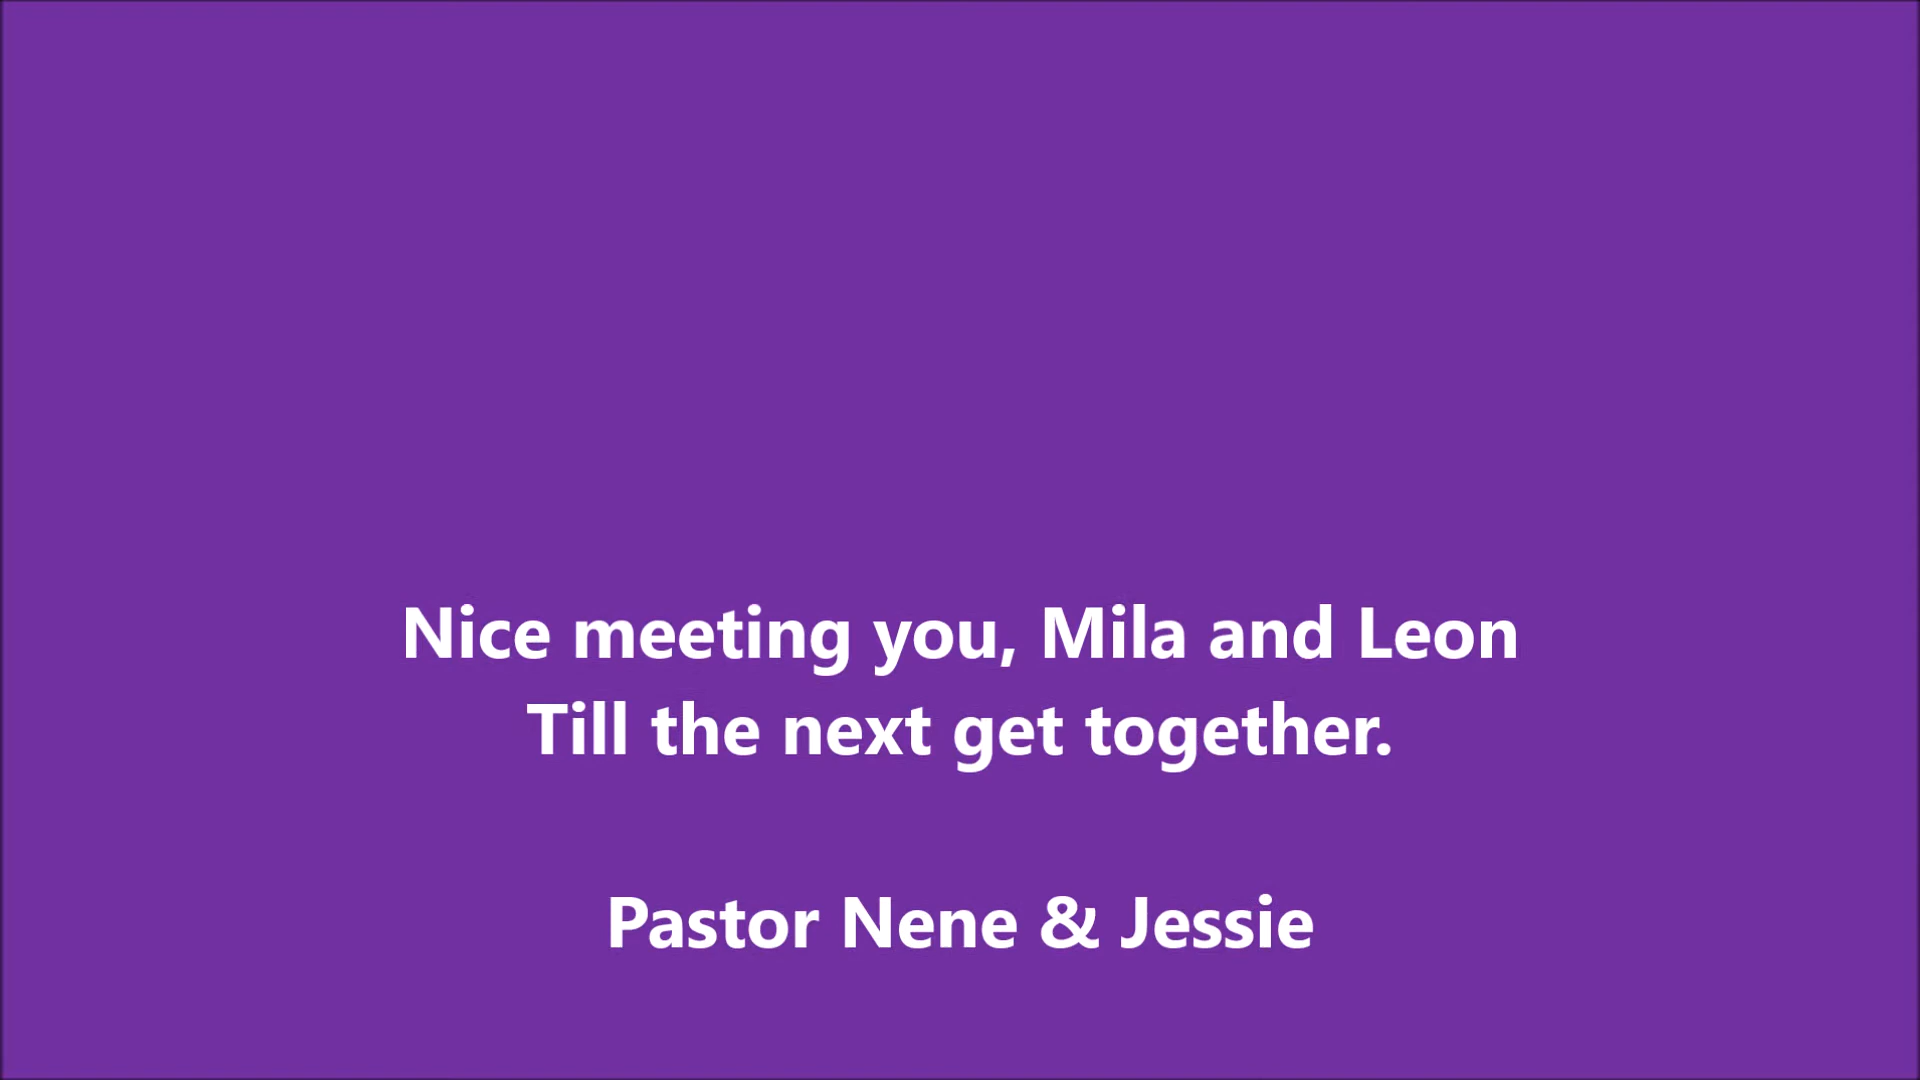 Nice meeting you, Mila and Leon
Till the next get together.
Pastor Nene & Jessie